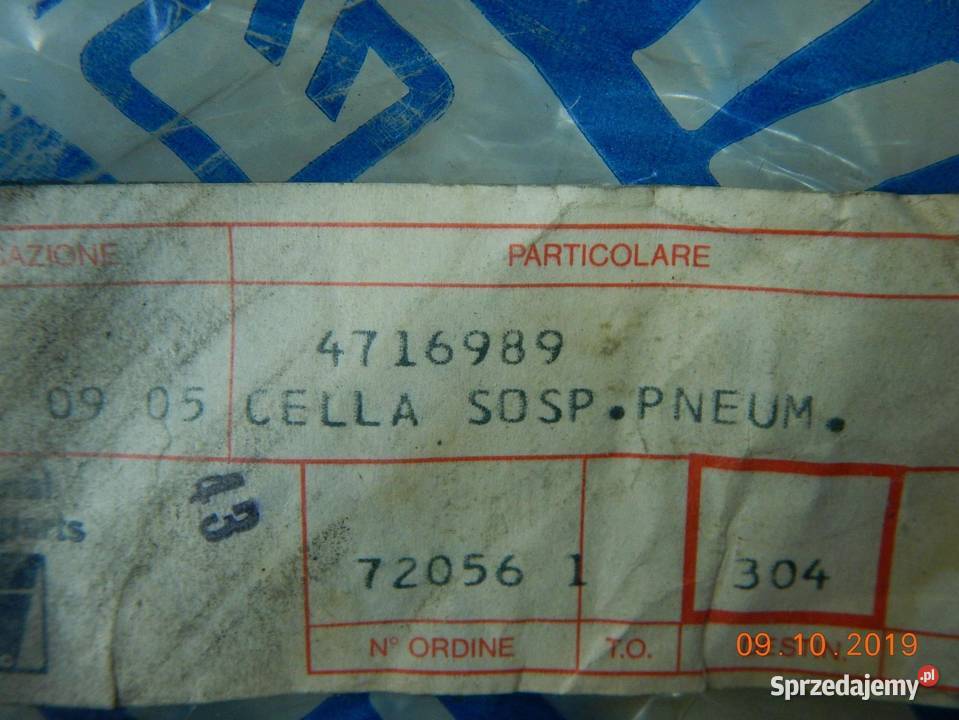 AZIONE PARTICOLARE
4716989
09 05 CELLA SOSP.PNEUM.
43
72056 1 304
N° ORDINE T.O.
09.10.2019
Sprzedajemy.pl